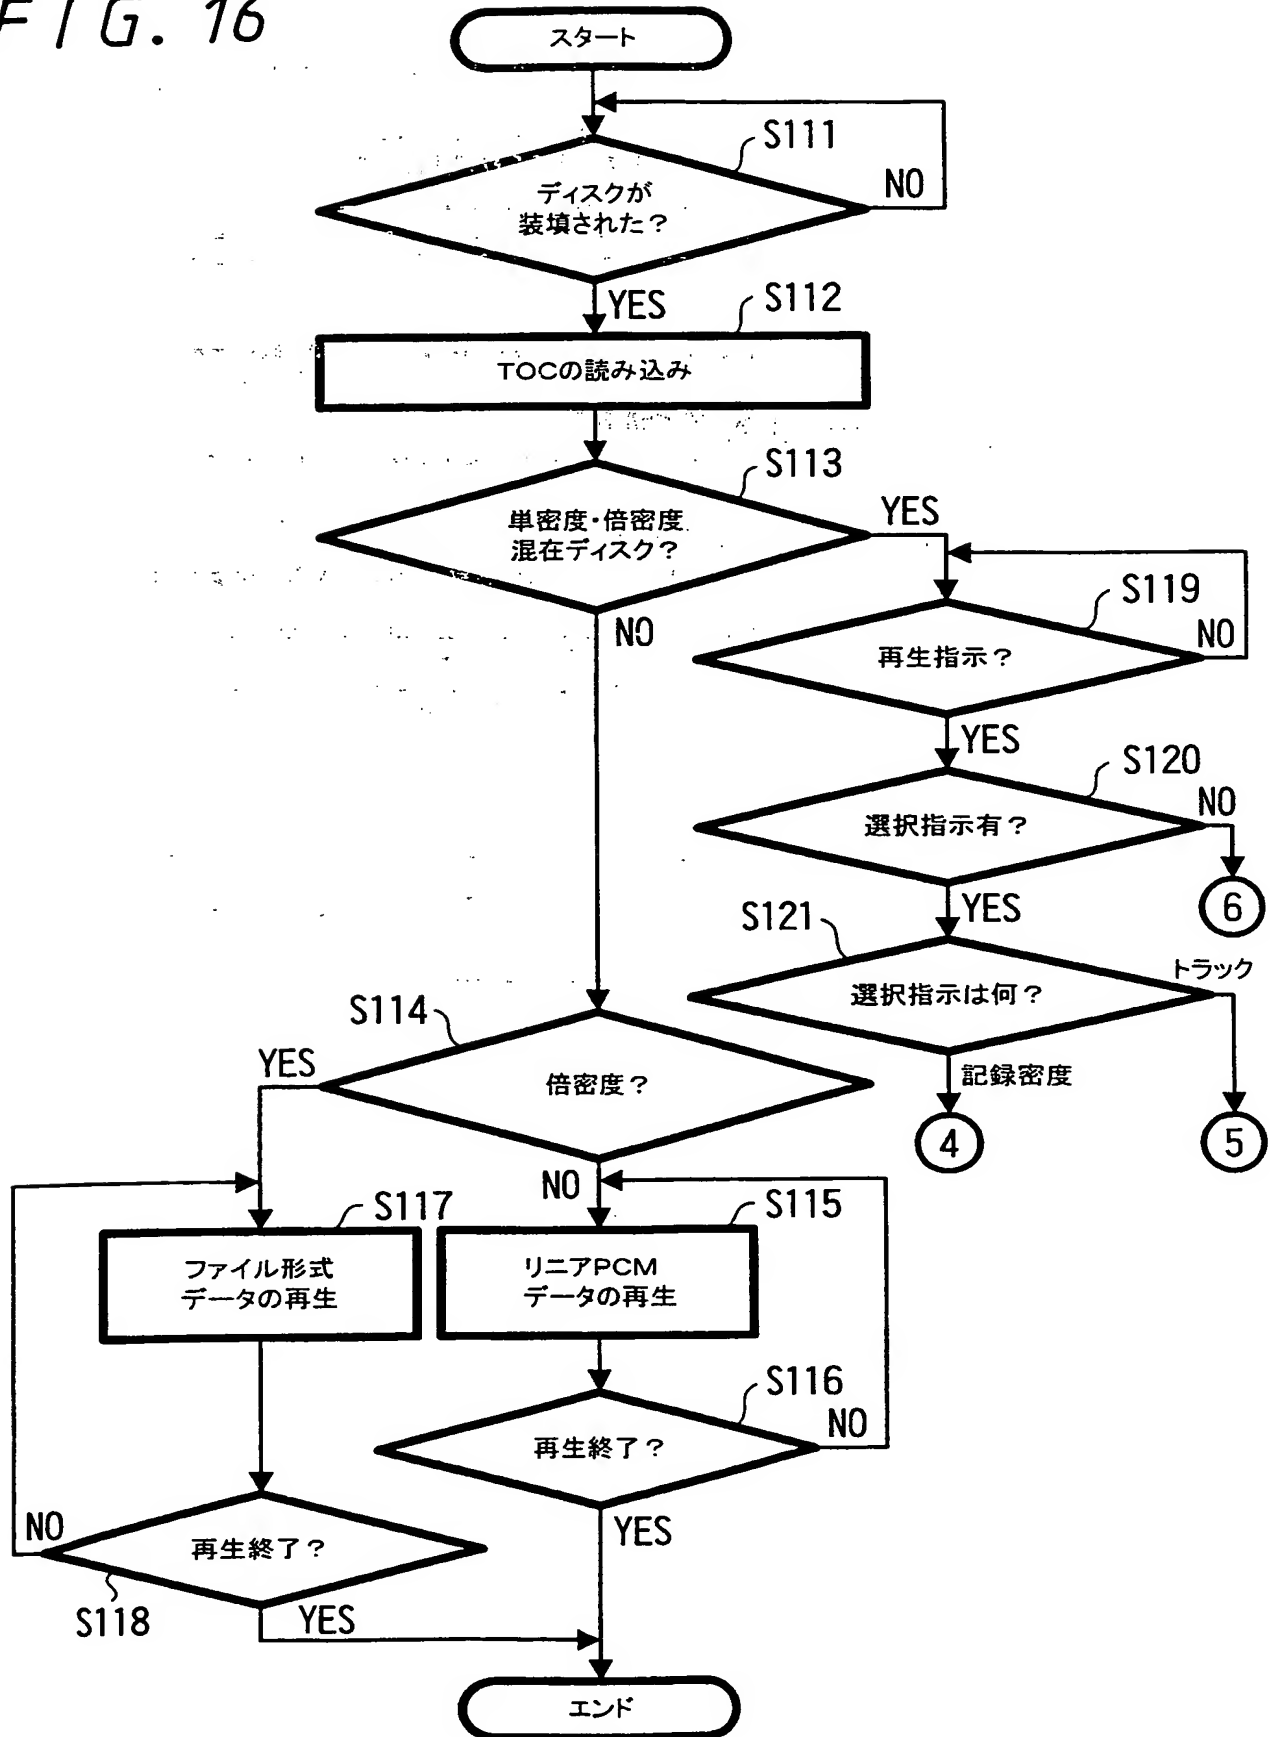 FIG. 16
スタート
S111
ディスクが
装填された？
NO
YES
S112
TOCの読み込み
S113
単密度・倍密度
混在ディスク？
YES
NO
S119
再生指示？
NO
YES
S120
選択指示有？
NO
6
YES
S121
選択指示は何？
トラック
5
記録密度
4
S114
倍密度？
YES
NO
S117
ファイル形式
データの再生
S115
リニアPCM
データの再生
S116
再生終了？
NO
YES
再生終了？
NO
S118
YES
エンド